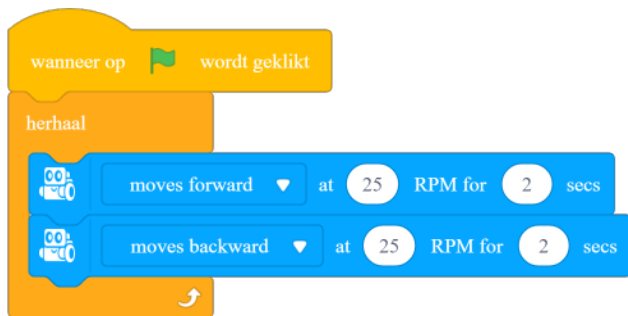 wanneer op wordt geklikt
herhaal
moves forward at 25 RPM for 2 secs
moves backward at 25 RPM for 2 secs